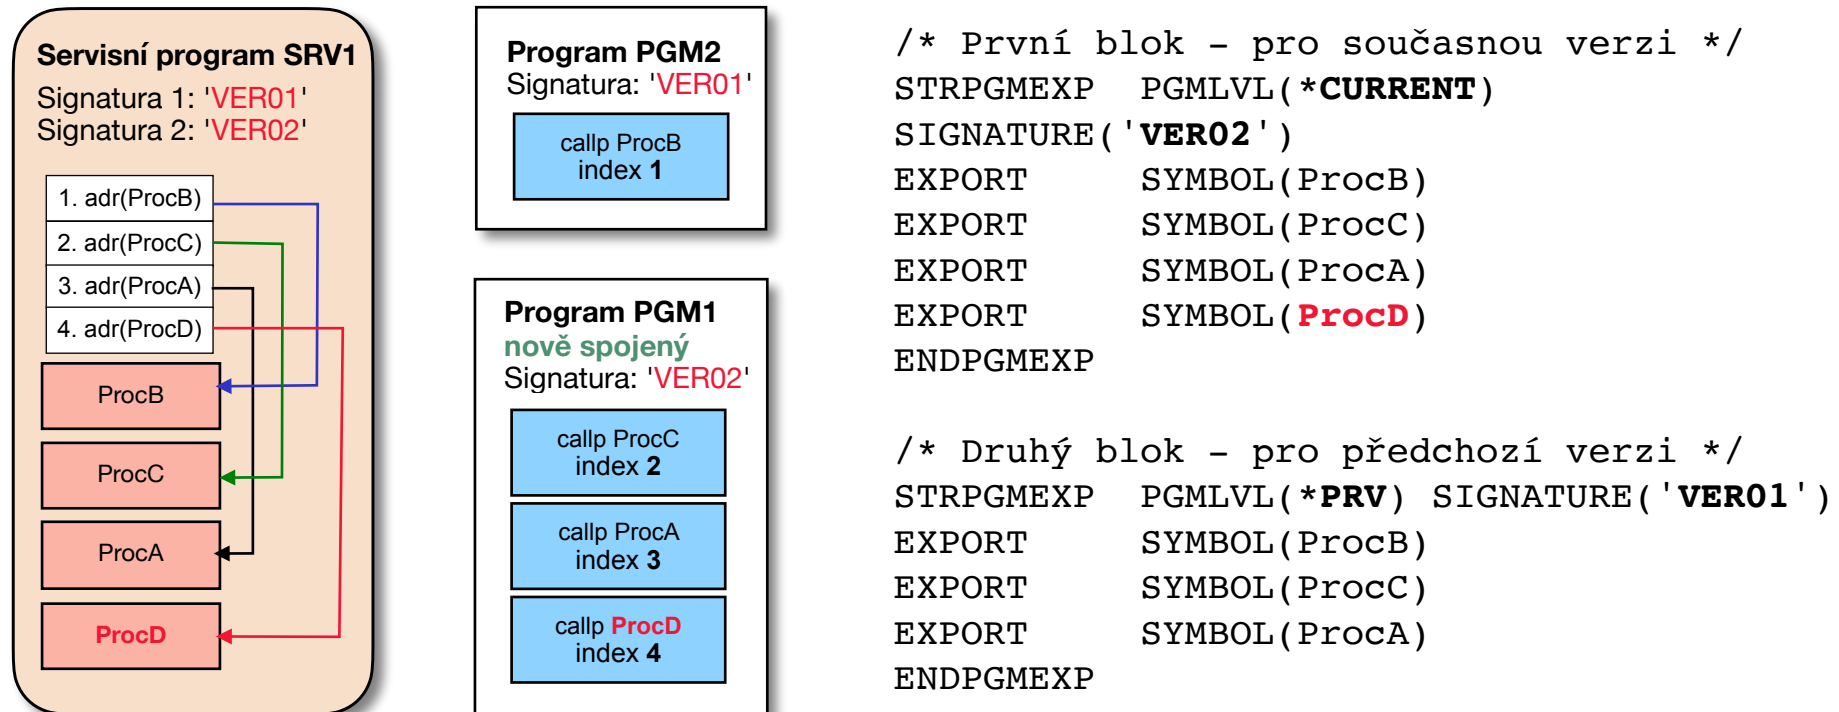 Servisní program SRV1
Signatura 1: 'VER01'
Signatura 2: 'VER02'
1. adr(ProcB)
2. adr(ProcC)
3. adr(ProcA)
4. adr(ProcD)
ProcB
ProcC
ProcA
ProcD
Program PGM2
Signatura: 'VER01'
callp ProcB
index 1
Program PGM1
nově spojený
Signatura: 'VER02'
callp ProcC
index 2
callp ProcA
index 3
callp ProcD
index 4
/* První blok – pro současnou verzi */
STRPGMEXP  PGMLVL(*CURRENT)
SIGNATURE('VER02')
EXPORT     SYMBOL(ProcB)
EXPORT     SYMBOL(ProcC)
EXPORT     SYMBOL(ProcA)
EXPORT     SYMBOL(ProcD)
ENDPGMEXP
/* Druhý blok – pro předchozí verzi */
STRPGMEXP  PGMLVL(*PRV) SIGNATURE('VER01')
EXPORT     SYMBOL(ProcB)
EXPORT     SYMBOL(ProcC)
EXPORT     SYMBOL(ProcA)
ENDPGMEXP